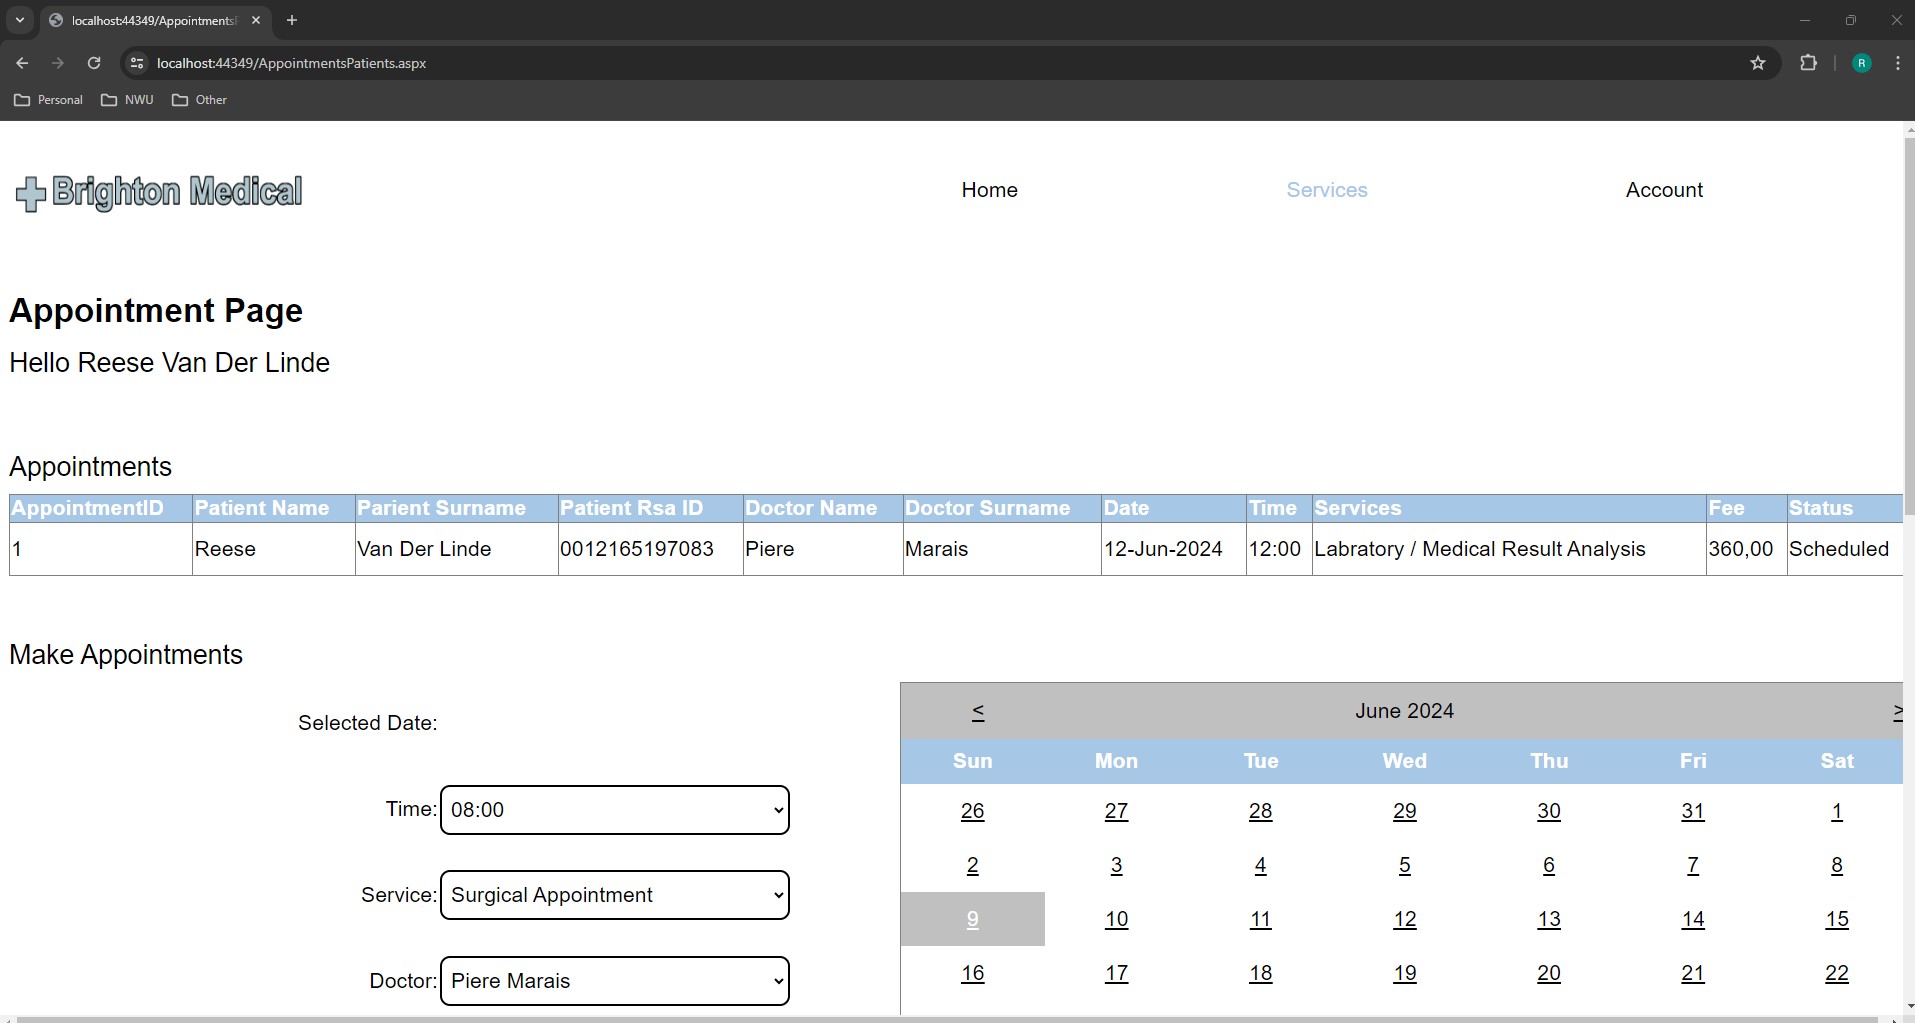 localhost:44349/Appointments
localhost:44349/AppointmentsPatients.aspx
R
Personal NWU Other
Brighton Medical
Home Services Account
Appointment Page
Hello Reese Van Der Linde
Appointments
AppointmentID Patient Name Parient Surname Patient Rsa ID Doctor Name Doctor Surname Date Time Services Fee Status
1 Reese Van Der Linde 0012165197083 Piere Marais 12-Jun-2024 12:00 Labratory / Medical Result Analysis 360,00 Scheduled
Make Appointments
Selected Date:
Time: 08:00
Service: Surgical Appointment
Doctor: Piere Marais
< June 2024 >
Sun Mon Tue Wed Thu Fri Sat
26 27 28 29 30 31 1
2 3 4 5 6 7 8
9 10 11 12 13 14 15
16 17 18 19 20 21 22